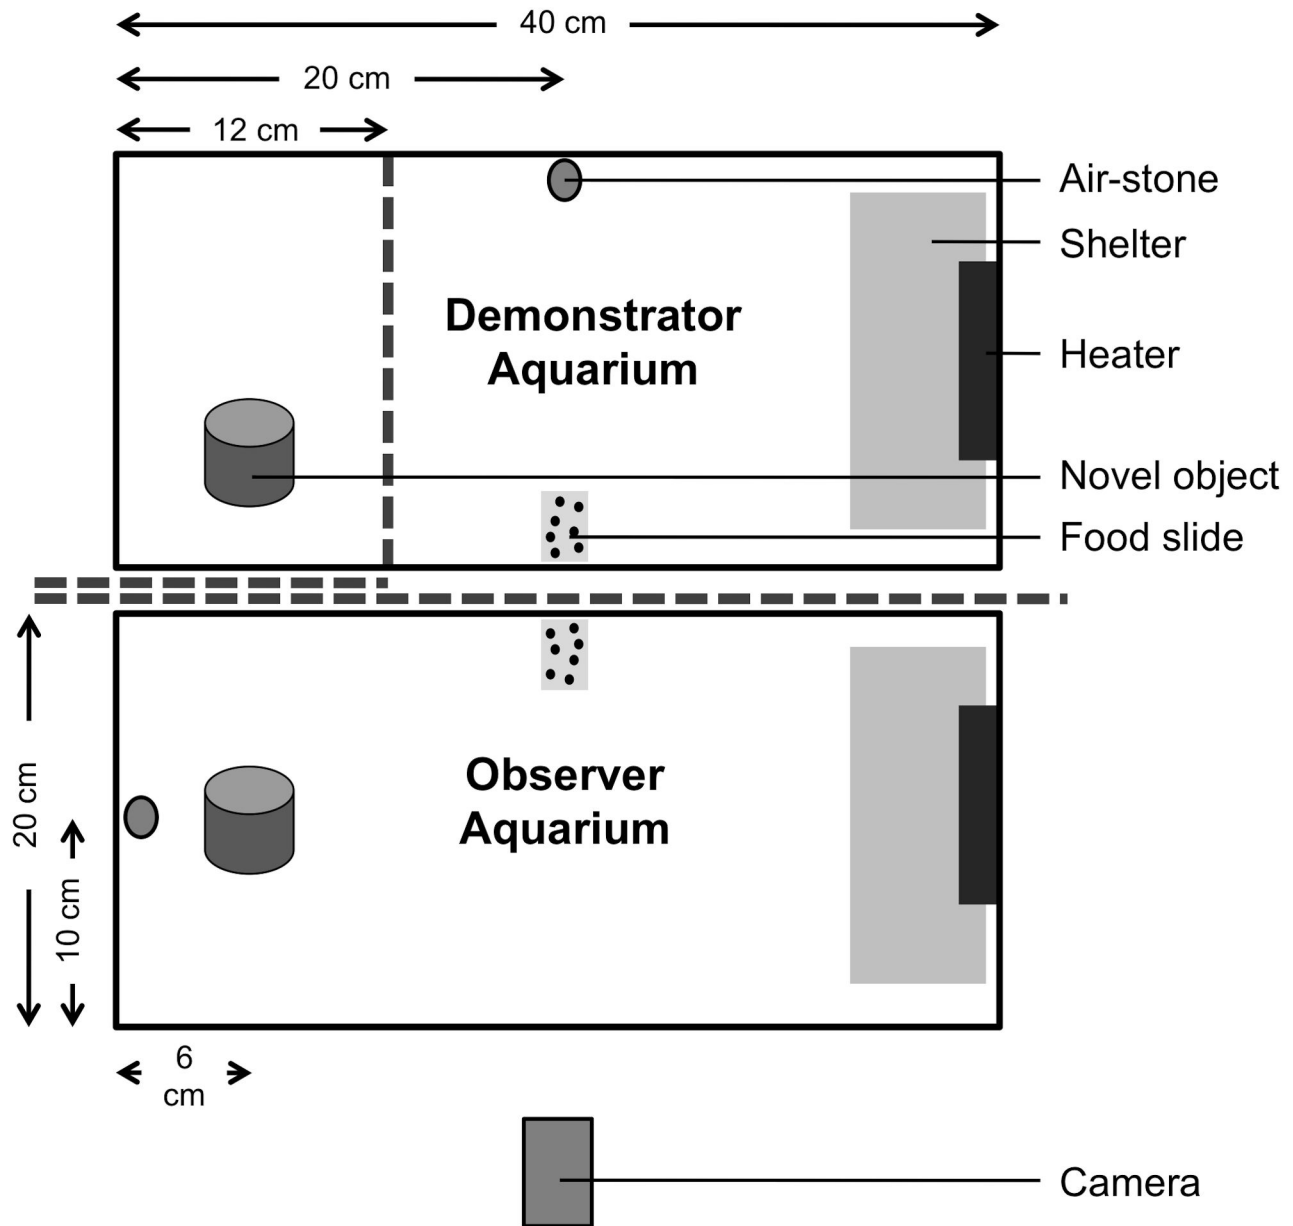 40 cm
20 cm
12 cm
Air-stone
Shelter
Demonstrator
Aquarium
Heater
Novel object
Food slide
20 cm
10 cm
Observer
Aquarium
6
cm
Camera